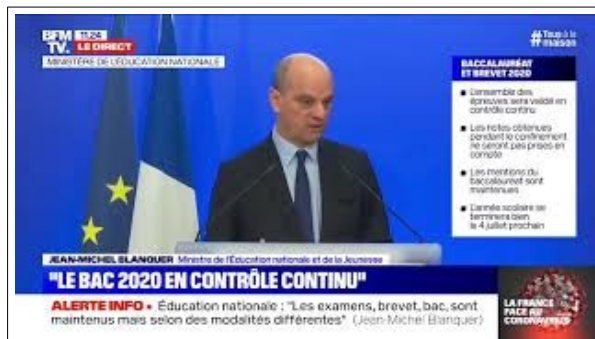 BFM 11:24
TV. LE DIRECT
MINISTÈRE DE L'ÉDUCATION NATIONALE
#Tous à la
maison
BACCALAURÉAT
ET BREVET 2020
L'ensemble des
épreuves sera validé en
contrôle continu
Les notes obtenues
pendant le confinement
ne seront pas prises en
compte
Les mentions du
baccalauréat sont
maintenues
L'année scolaire se
terminera bien
le 4 juillet prochain
JEAN-MICHEL BLANQUER Ministre de l'Éducation nationale et de la Jeunesse
"LE BAC 2020 EN CONTRÔLE CONTINU"
ALERTE INFO Éducation nationale : "Les examens, brevet, bac, sont
maintenus mais selon des modalités différentes" (Jean-Michel Blanquer)
LA FRANCE
FACE AU
CORONAVIRUS